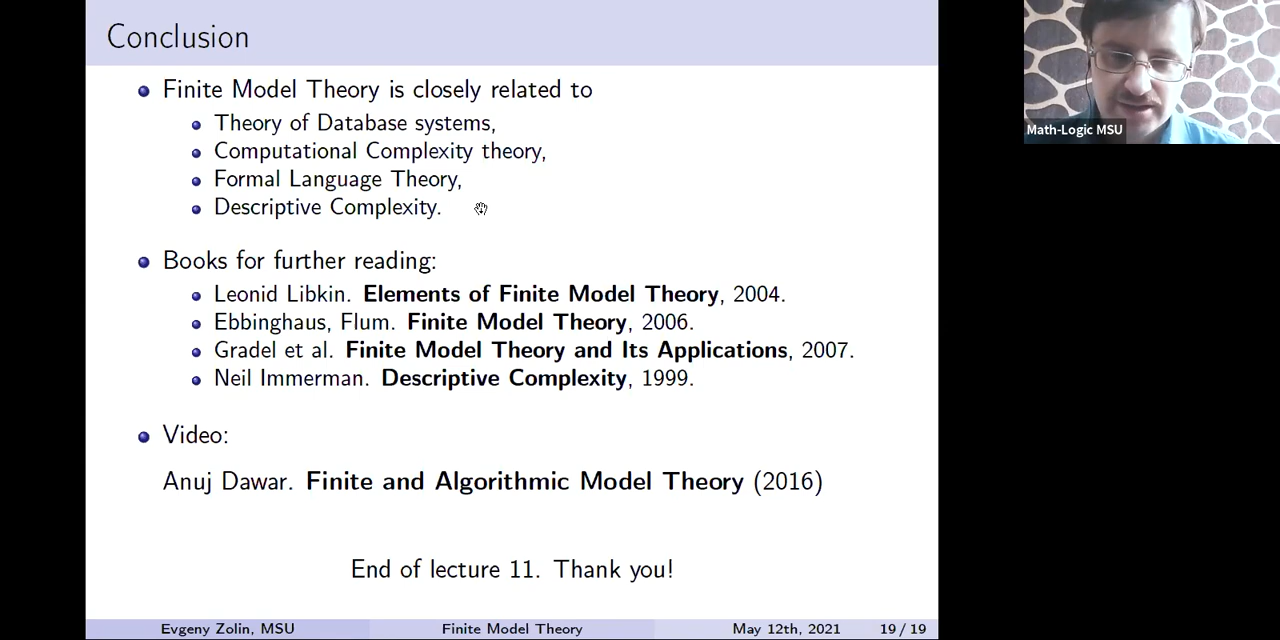 Conclusion
Finite Model Theory is closely related to
Theory of Database systems,
Computational Complexity theory,
Formal Language Theory,
Descriptive Complexity.
Books for further reading:
Leonid Libkin. Elements of Finite Model Theory, 2004.
Ebbinghaus, Flum. Finite Model Theory, 2006.
Gradel et al. Finite Model Theory and Its Applications, 2007.
Neil Immerman. Descriptive Complexity, 1999.
Video:
Anuj Dawar. Finite and Algorithmic Model Theory (2016)
End of lecture 11. Thank you!
Evgeny Zolin, MSU Finite Model Theory May 12th, 2021 19 / 19
Math-Logic MSU